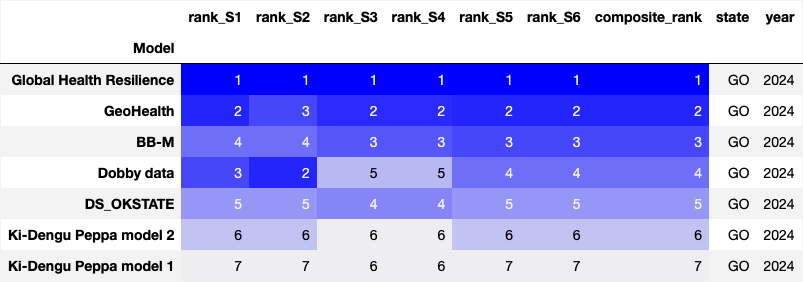 rank_S1 rank_S2 rank_S3 rank_S4 rank_S5 rank_S6 composite_rank state year
Model
Global Health Resilience 1 1 1 1 1 1 1 GO 2024
GeoHealth 2 3 2 2 2 2 2 GO 2024
BB-M 4 4 3 3 3 3 3 GO 2024
Dobby data 3 2 5 5 4 4 4 GO 2024
DS_OKSTATE 5 5 4 4 5 5 5 GO 2024
Ki-Dengu Peppa model 2 6 6 6 6 6 6 6 GO 2024
Ki-Dengu Peppa model 1 7 7 6 6 7 7 7 GO 2024